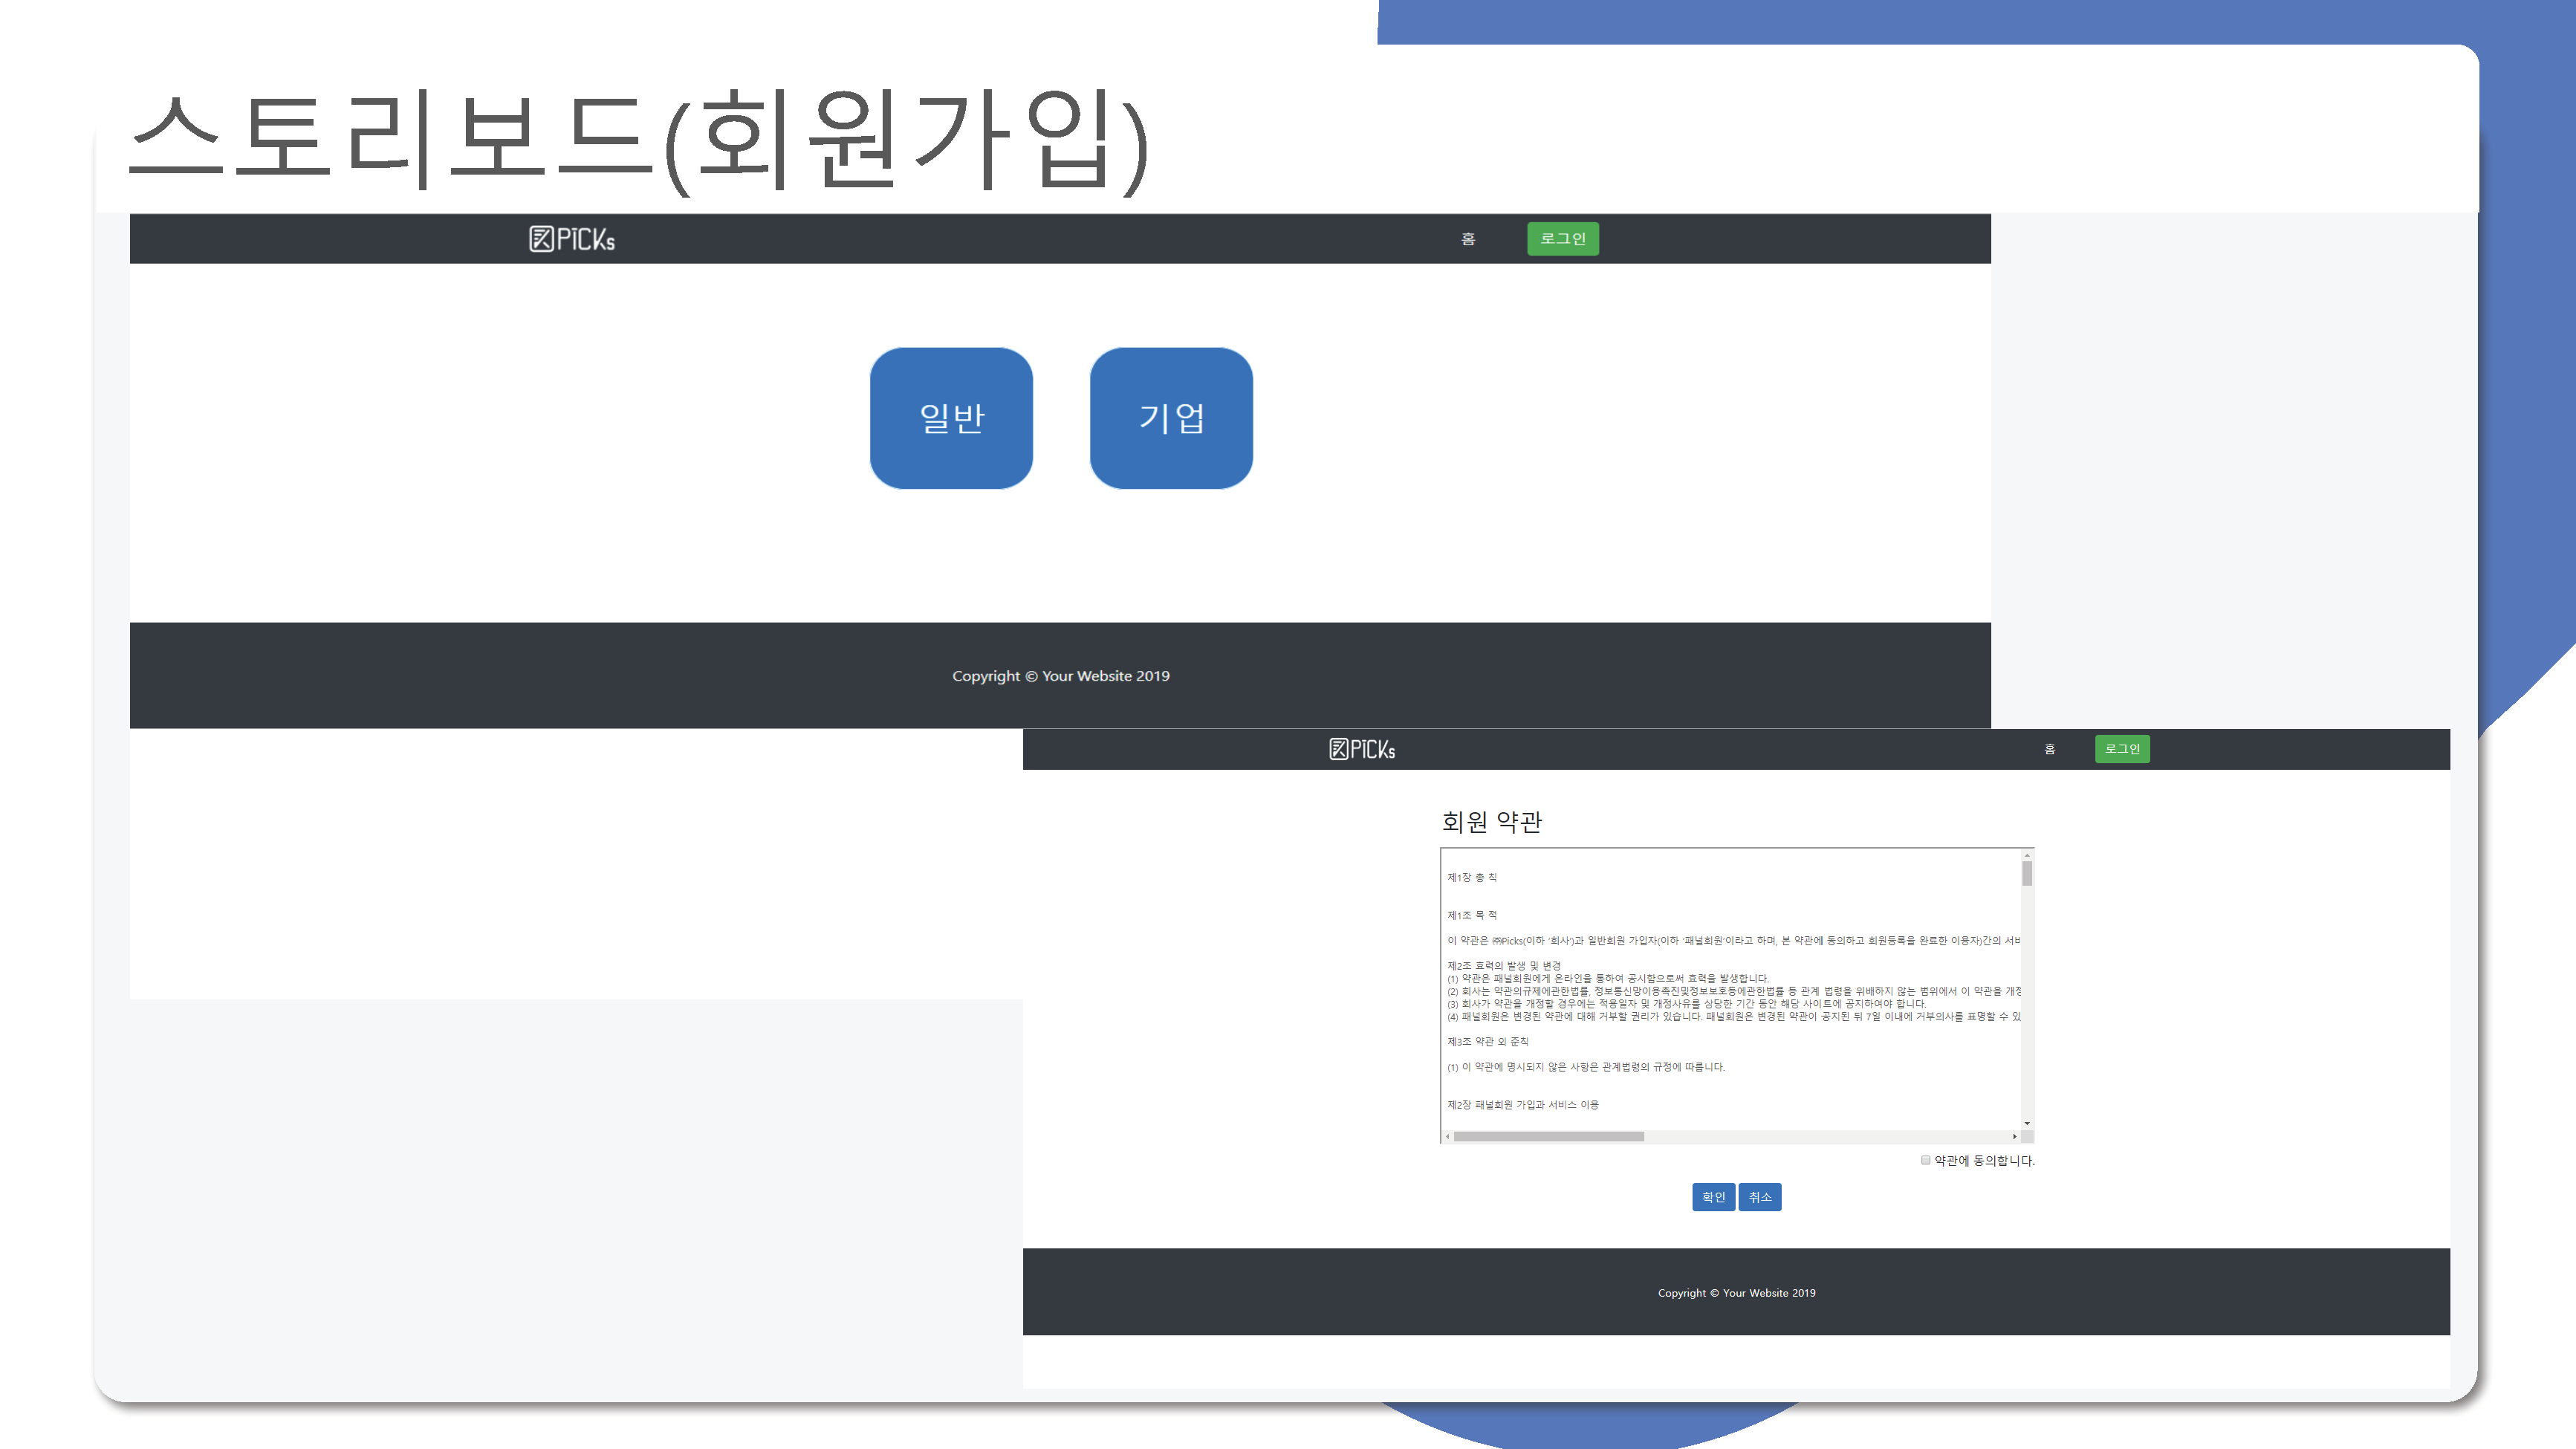 스토리보드(회원가입)
PiCKs 홈 로그인
일반 기업
Copyright © Your Website 2019
PiCKs 홈 로그인
회원 약관
제1장 총 칙
제1조 목 적
이 약관은 ㈜Picks(이하 '회사')과 일반회원 가입자(이하 '패널회원'이라고 하며, 본 약관에 동의하고 회원등록을 완료한 이용자)간의 서비
제2조 효력의 발생 및 변경
(1) 약관은 패널회원에게 온라인을 통하여 공시함으로써 효력을 발생합니다.
(2) 회사는 약관의규제에관한법률, 정보통신망이용촉진및정보보호등에관한법률 등 관계 법령을 위배하지 않는 범위에서 이 약관을 개정
(3) 회사가 약관을 개정할 경우에는 적용일자 및 개정사유를 상당한 기간 동안 해당 사이트에 공지하여야 합니다.
(4) 패널회원은 변경된 약관에 대해 거부할 권리가 있습니다. 패널회원은 변경된 약관이 공지된 뒤 7일 이내에 거부의사를 표명할 수 있
제3조 약관 외 준칙
(1) 이 약관에 명시되지 않은 사항은 관계법령의 규정에 따릅니다.
제2장 패널회원 가입과 서비스 이용
약관에 동의합니다.
확인 취소
Copyright © Your Website 2019